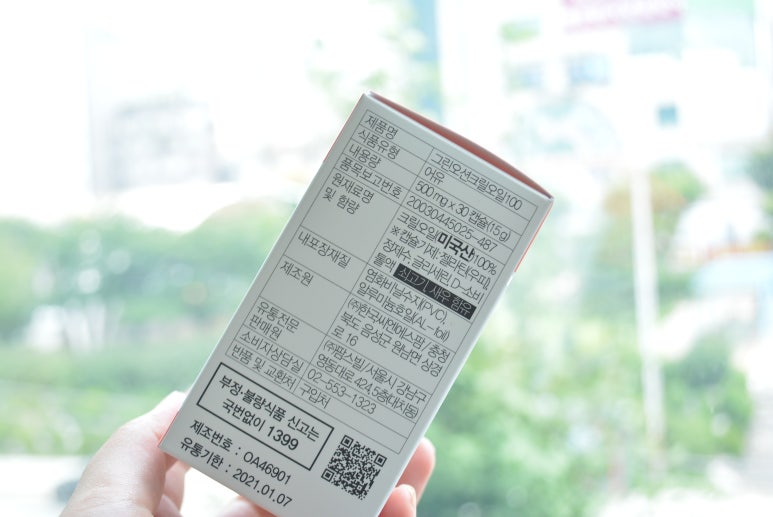 제품명 그린오션크릴오일100
식품유형 어유
내용량 500 mg x 30캡슐(15g)
품목보고번호 20030445025-487
원재료명 및 함량 크릴오일(미국산)100%
※캡슐기제:젤라틴(우피),
정제수, 글리세린, D-소비
톨액 쇠고기, 새우 함유
내포장재질 염화비닐수지(PVC),
알루미늄호일(AL-foil)
제조원 (주)한국씨엔에스팜/충청
북도 음성군 원남면 상경
로 16
유통전문 판매원 (주)팜스빌/서울시 강남구
영동대로 424, 5층(대치동)
소비자상담실 02-553-1323
반품 및 교환처 구입처
부정·불량식품 신고는
국번없이 1399
제조번호 : OA46901
유통기한 : 2021.01.07